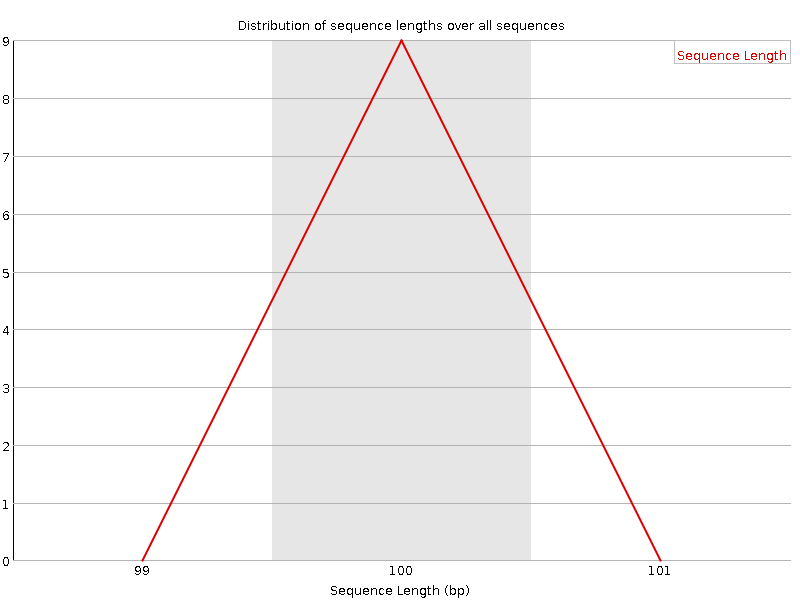 Distribution of sequence lengths over all sequences
Sequence Length
9
8
7
6
5
4
3
2
1
0
99 100 101
Sequence Length (bp)